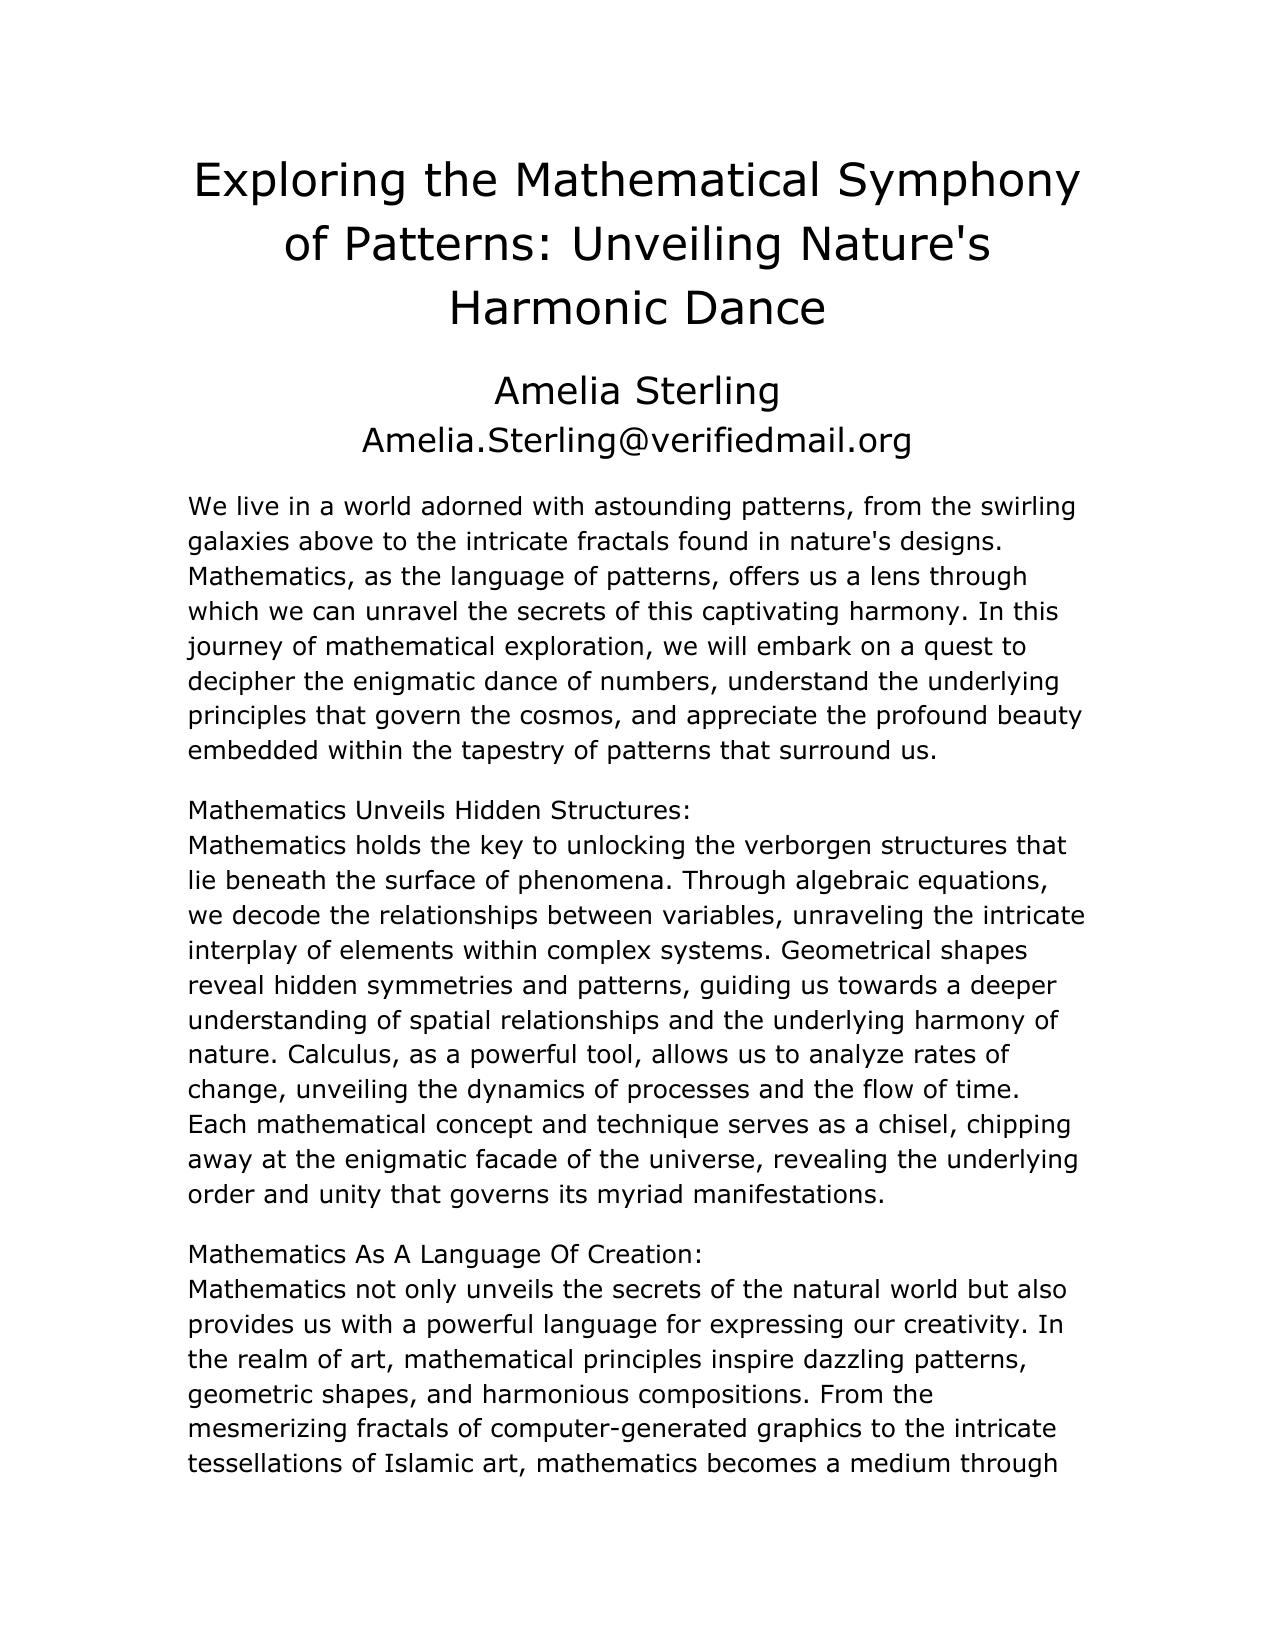 Exploring the Mathematical Symphony
of Patterns: Unveiling Nature's
Harmonic Dance
Amelia Sterling
Amelia.Sterling@verifiedmail.org
We live in a world adorned with astounding patterns, from the swirling
galaxies above to the intricate fractals found in nature's designs.
Mathematics, as the language of patterns, offers us a lens through
which we can unravel the secrets of this captivating harmony. In this
journey of mathematical exploration, we will embark on a quest to
decipher the enigmatic dance of numbers, understand the underlying
principles that govern the cosmos, and appreciate the profound beauty
embedded within the tapestry of patterns that surround us.
Mathematics Unveils Hidden Structures:
Mathematics holds the key to unlocking the verborgen structures that
lie beneath the surface of phenomena. Through algebraic equations,
we decode the relationships between variables, unraveling the intricate
interplay of elements within complex systems. Geometrical shapes
reveal hidden symmetries and patterns, guiding us towards a deeper
understanding of spatial relationships and the underlying harmony of
nature. Calculus, as a powerful tool, allows us to analyze rates of
change, unveiling the dynamics of processes and the flow of time.
Each mathematical concept and technique serves as a chisel, chipping
away at the enigmatic facade of the universe, revealing the underlying
order and unity that governs its myriad manifestations.
Mathematics As A Language Of Creation:
Mathematics not only unveils the secrets of the natural world but also
provides us with a powerful language for expressing our creativity. In
the realm of art, mathematical principles inspire dazzling patterns,
geometric shapes, and harmonious compositions. From the
mesmerizing fractals of computer-generated graphics to the intricate
tessellations of Islamic art, mathematics becomes a medium through